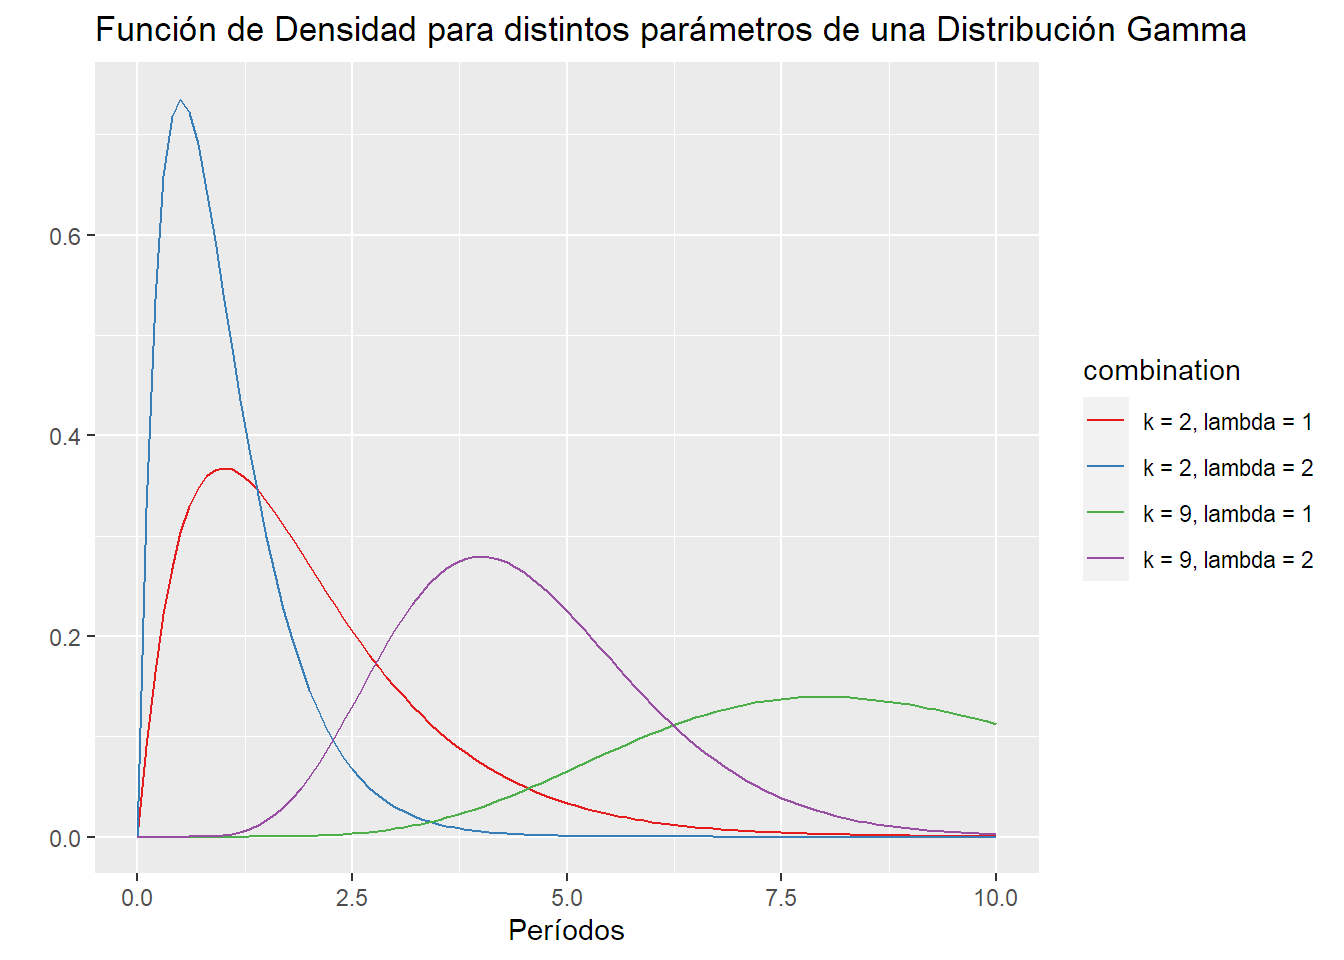 Función de Densidad para distintos parámetros de una Distribución Gamma
0.6
0.4
0.2
0.0
0.0 2.5 5.0 7.5 10.0
Períodos
combination
k = 2, lambda = 1
k = 2, lambda = 2
k = 9, lambda = 1
k = 9, lambda = 2